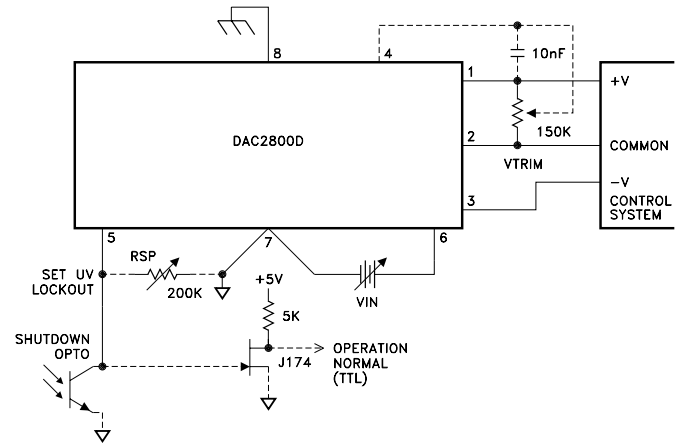 8
4
10nF
1
+V
DAC2800D
150K
2
COMMON
VTRIM
-V
3
CONTROL
SYSTEM
5
7
6
RSP
SET UV
LOCKOUT
200K
+5V
VIN
5K
SHUTDOWN
OPTO
J174
OPERATION
NORMAL
(TTL)